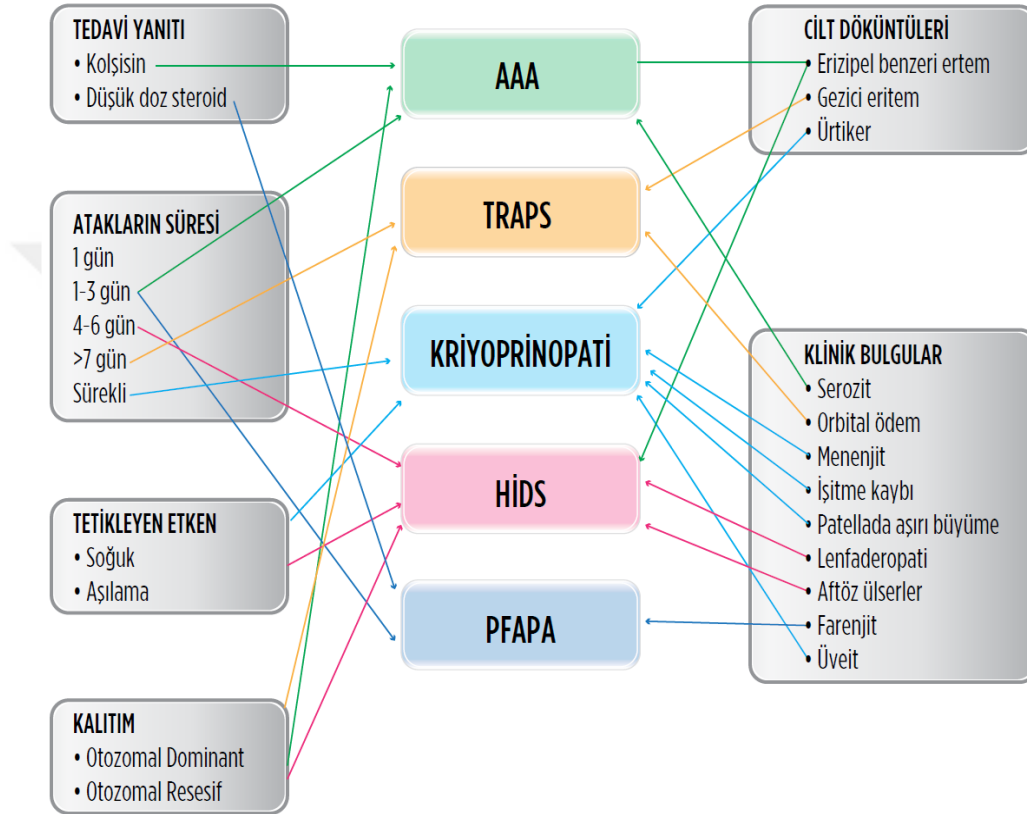 TEDAVİ YANITI
• Kolşisin
• Düşük doz steroid
ATAKLARIN SÜRESİ
1 gün
1-3 gün
4-6 gün
>7 gün
Sürekli
TETİKLEYEN ETKEN
• Soğuk
• Aşılama
KALITIM
• Otozomal Dominant
• Otozomal Resesif
AAA
TRAPS
KRİYOPRİNOPATİ
HİDS
PFAPA
CİLT DÖKÜNTÜLERİ
• Erizipel benzeri ertem
• Gezici eritem
• Ürtiker
KLİNİK BULGULAR
• Serozit
• Orbital ödem
• Menenjit
• İşitme kaybı
• Patellada aşırı büyüme
• Lenfaderopati
• Aftöz ülserler
• Farenjit
• Üveit